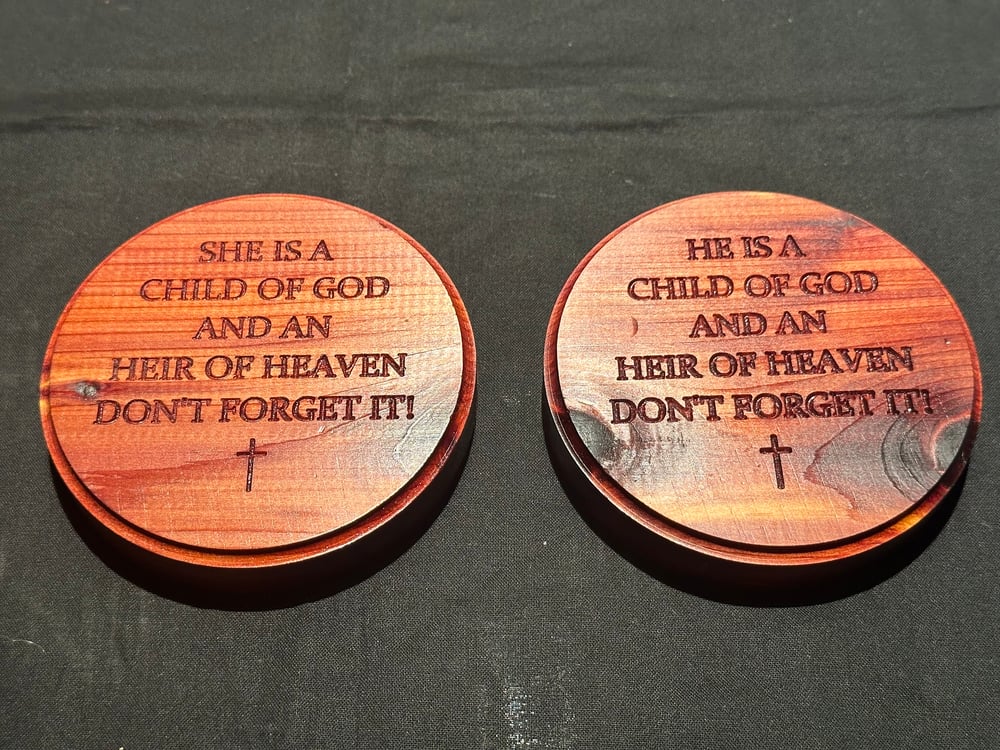 SHE IS A
CHILD OF GOD
AND AN
HEIR OF HEAVEN
DON'T FORGET IT!
HE IS A
CHILD OF GOD
AND AN
HEIR OF HEAVEN
DON'T FORGET IT!